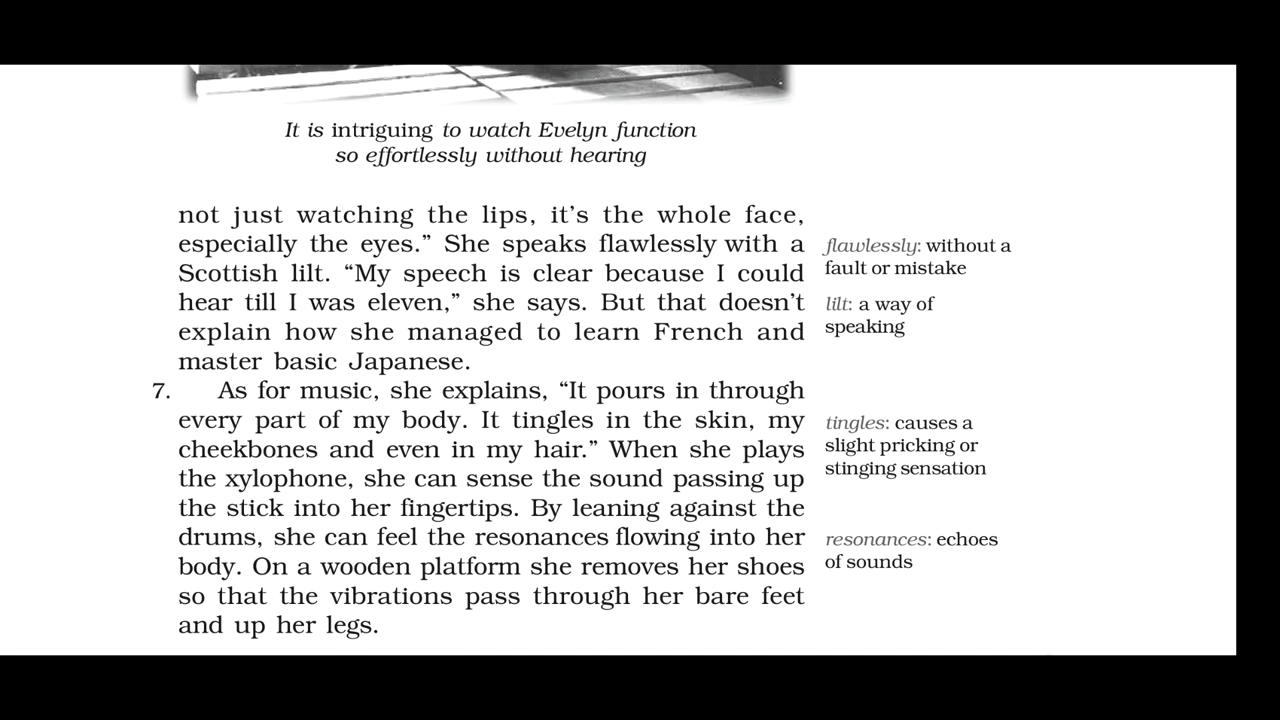 It is intriguing to watch Evelyn function
so effortlessly without hearing
not just watching the lips, it's the whole face,
especially the eyes.” She speaks flawlessly with a
Scottish lilt. “My speech is clear because I could
hear till I was eleven,” she says. But that doesn't
explain how she managed to learn French and
master basic Japanese.
7. As for music, she explains, “It pours in through
every part of my body. It tingles in the skin, my
cheekbones and even in my hair.” When she plays
the xylophone, she can sense the sound passing up
the stick into her fingertips. By leaning against the
drums, she can feel the resonances flowing into her
body. On a wooden platform she removes her shoes
so that the vibrations pass through her bare feet
and up her legs.
flawlessly: without a
fault or mistake
lilt: a way of
speaking
tingles: causes a
slight pricking or
stinging sensation
resonances: echoes
of sounds